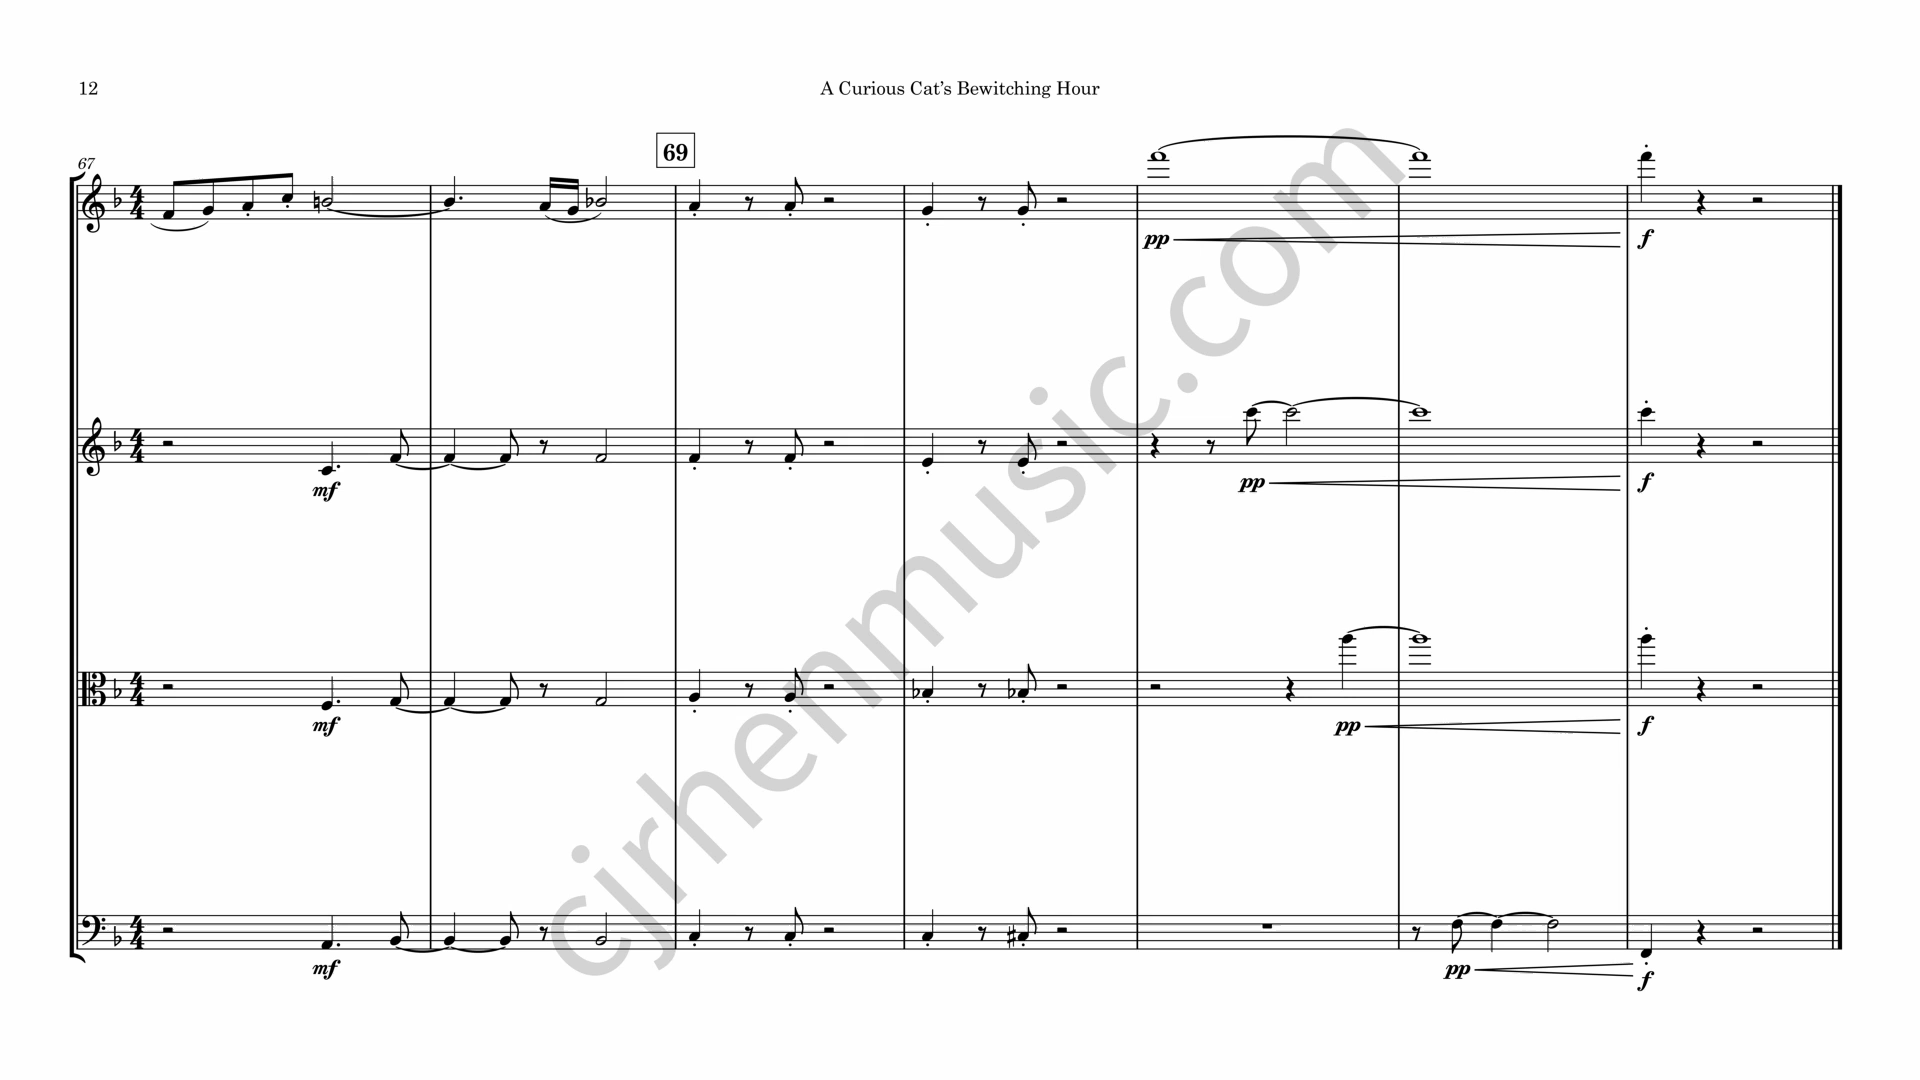 12
A Curious Cat’s Bewitching Hour
67
69
pp
f
mf
pp
f
mf
pp
f
mf
pp
f
cjrhenmusic.com